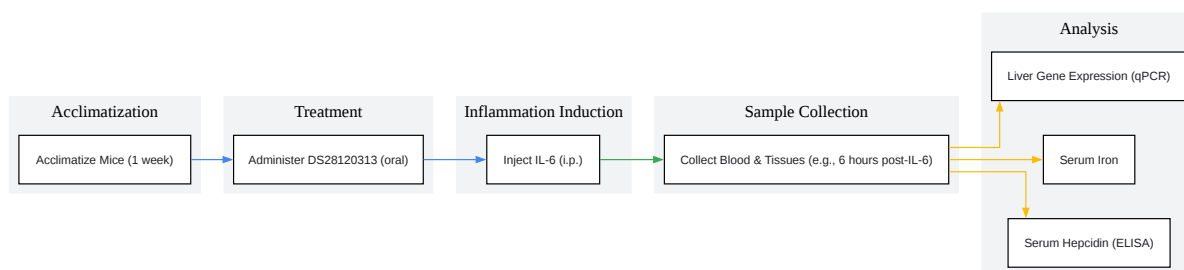 Analysis
Liver Gene Expression (qPCR)
Acclimatization
Treatment
Inflammation Induction
Sample Collection
Acclimatize Mice (1 week)
Administer DS28120313 (oral)
Inject IL-6 (i.p.)
Collect Blood & Tissues (e.g., 6 hours post-IL-6)
Serum Iron
Serum Hepcidin (ELISA)